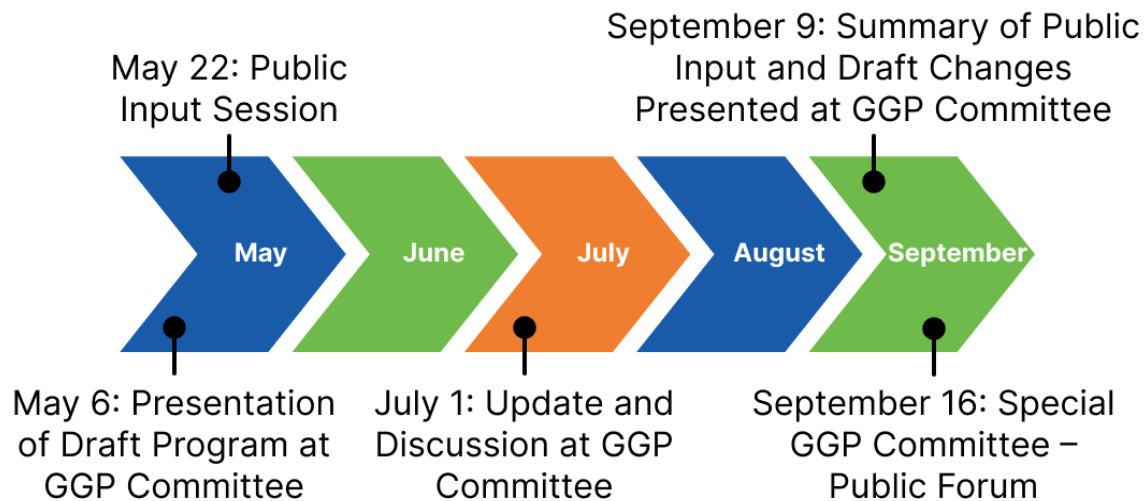 May 22: Public
Input Session
September 9: Summary of Public
Input and Draft Changes
Presented at GGP Committee
May
June
July
August
September
May 6: Presentation
of Draft Program at
GGP Committee
July 1: Update and
Discussion at GGP
Committee
September 16: Special
GGP Committee –
Public Forum